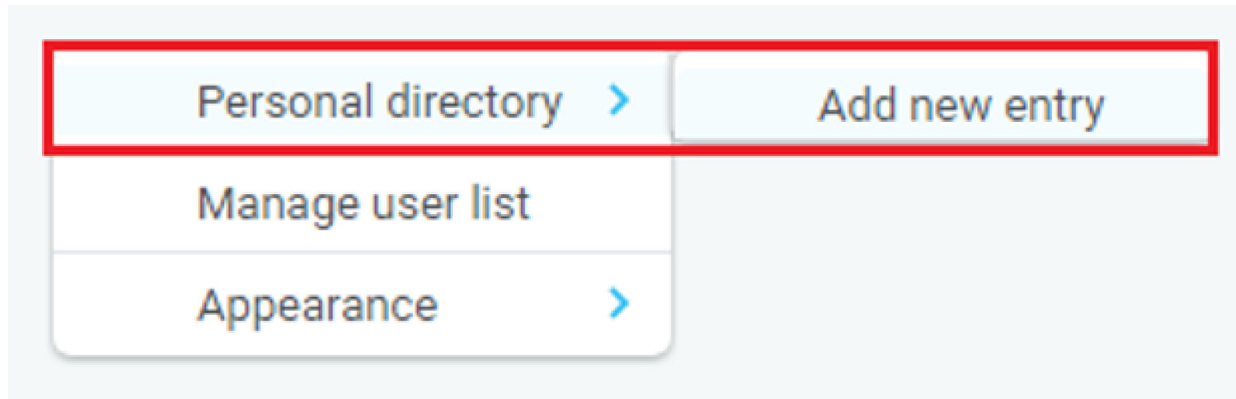 Personal directory
Add new entry
Manage user list
Appearance